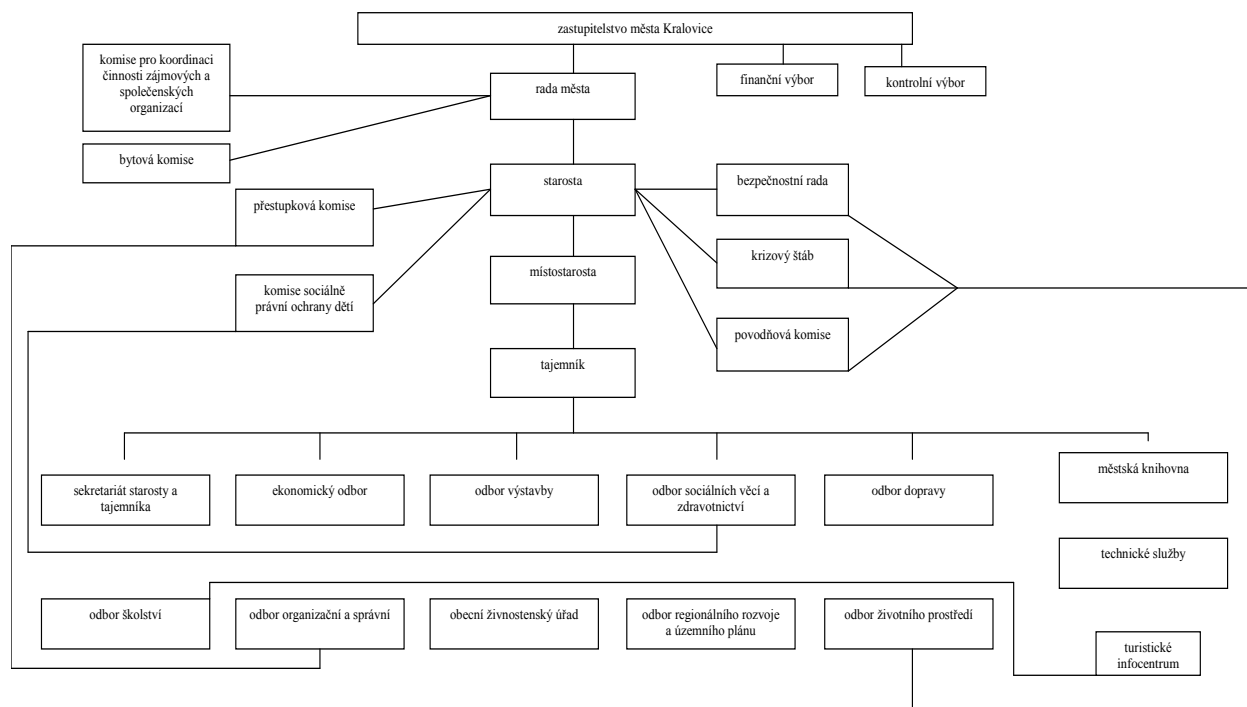 zastupitelstvo města Kralovice
komise pro koordinaci
činnosti zájmových a
společenských
organizací
rada města
finanční výbor
kontrolní výbor
bytová komise
starosta
bezpečnostní rada
přestupková komise
krizový štáb
místostarosta
komise sociálně
právní ochrany dětí
povodňová komise
tajemník
sekretariát starosty a
tajemníka
ekonomický odbor
odbor výstavby
odbor sociálních věcí a
zdravotnictví
odbor dopravy
městská knihovna
technické služby
odbor školství
odbor organizační a správní
obecní živnostenský úřad
odbor regionálního rozvoje
a územního plánu
odbor životního prostředí
turistické
infocentrum